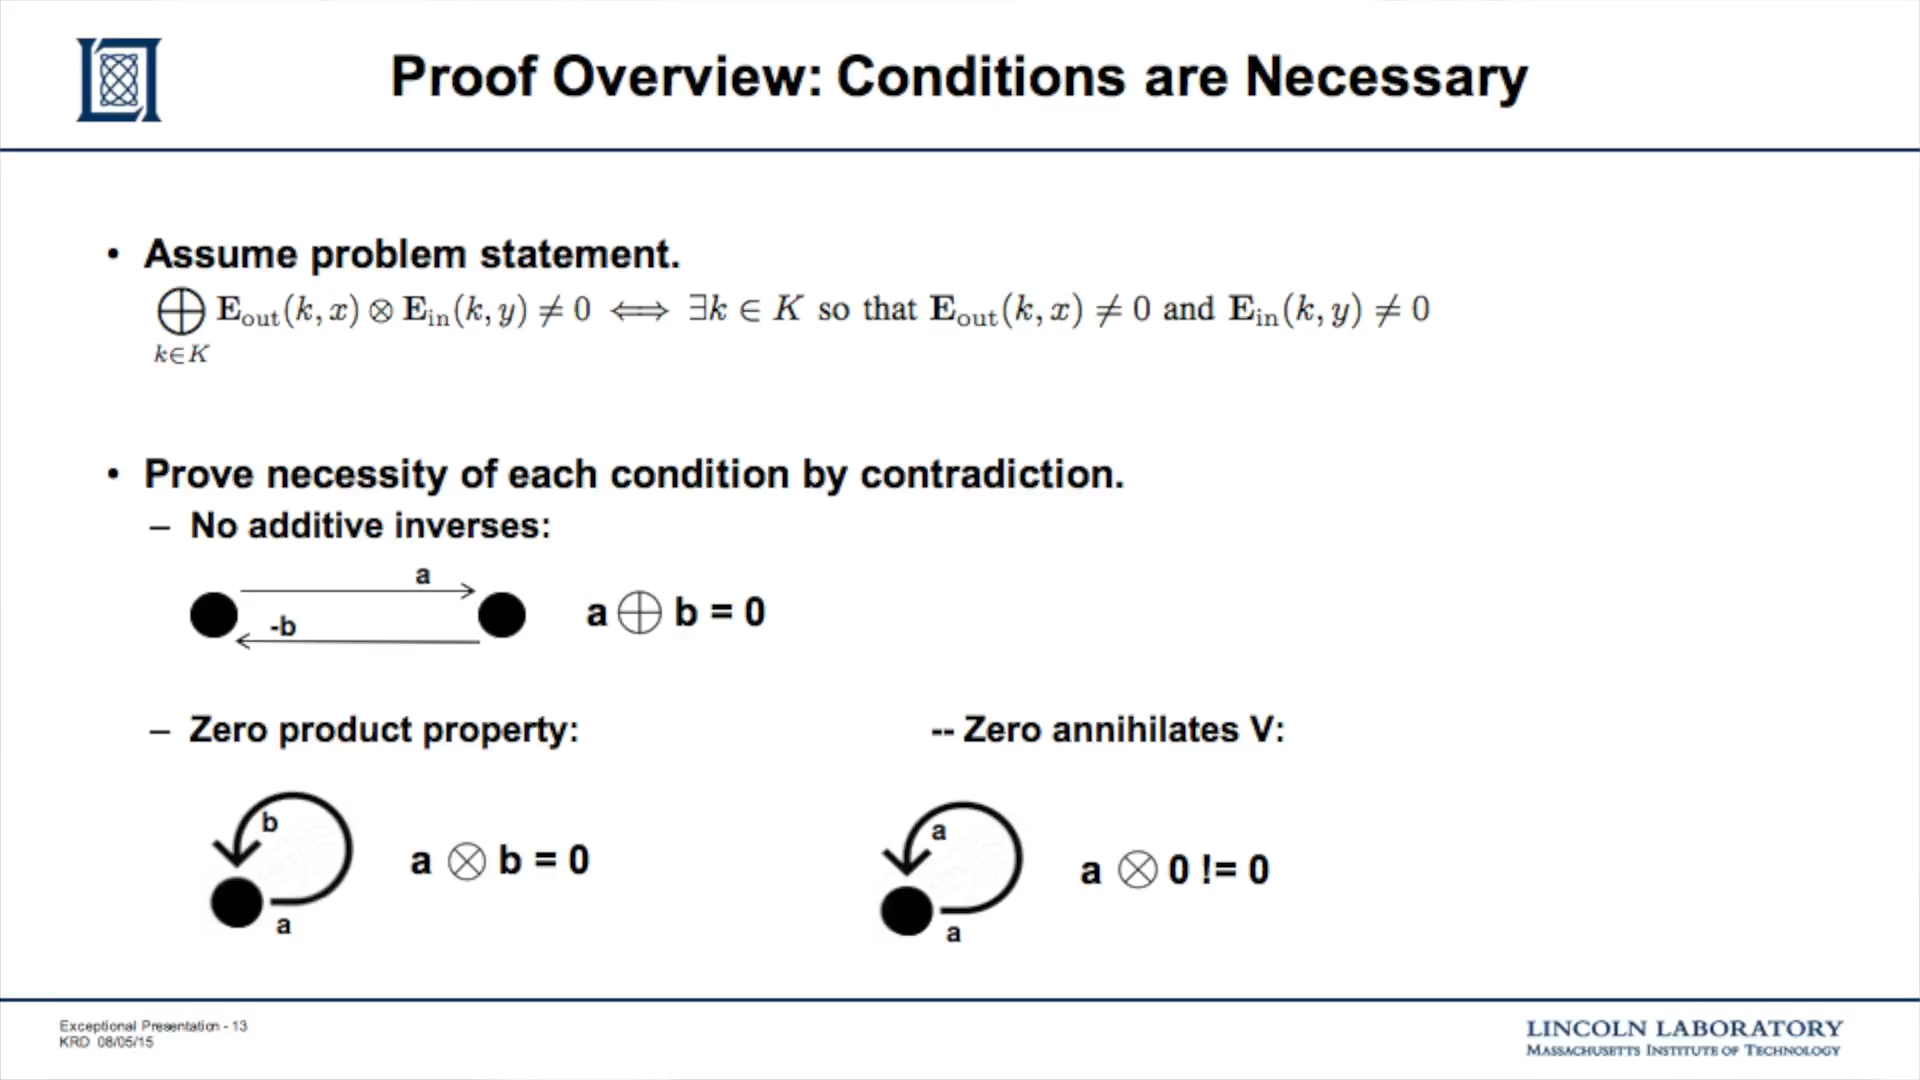 Proof Overview: Conditions are Necessary
• Assume problem statement.
⨁ E_out(k, x) ⊗ E_in(k, y) ≠ 0 ⟺ ∃k ∈ K so that E_out(k, x) ≠ 0 and E_in(k, y) ≠ 0
k∈K
• Prove necessity of each condition by contradiction.
– No additive inverses:
a
-b
a ⊕ b = 0
– Zero product property:
b
a
a ⊗ b = 0
-- Zero annihilates V:
a
a
a ⊗ 0 != 0
Exceptional Presentation - 13
KRD 08/05/15
LINCOLN LABORATORY
MASSACHUSETTS INSTITUTE OF TECHNOLOGY